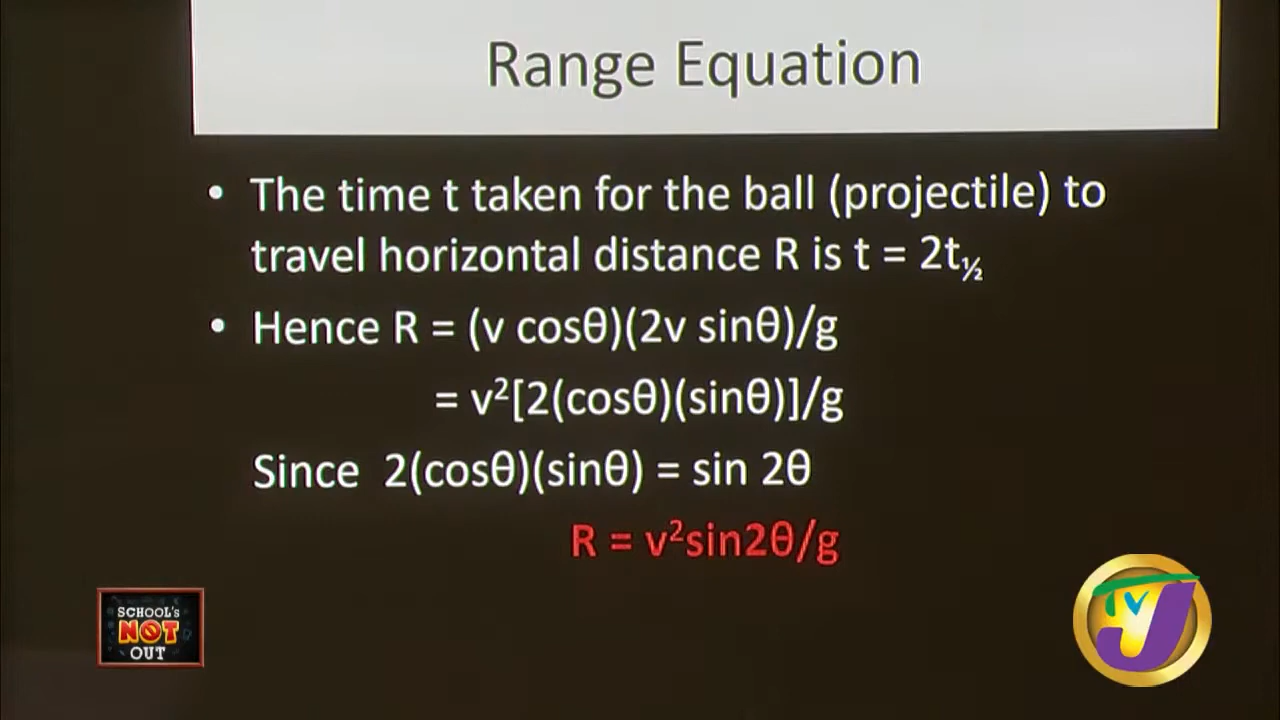 Range Equation
• The time t taken for the ball (projectile) to
travel horizontal distance R is t = 2t½
• Hence R = (v cosθ)(2v sinθ)/g
= v²[2(cosθ)(sinθ)]/g
Since 2(cosθ)(sinθ) = sin 2θ
R = v²sin2θ/g
SCHOOL's
NOT
OUT
TVJ